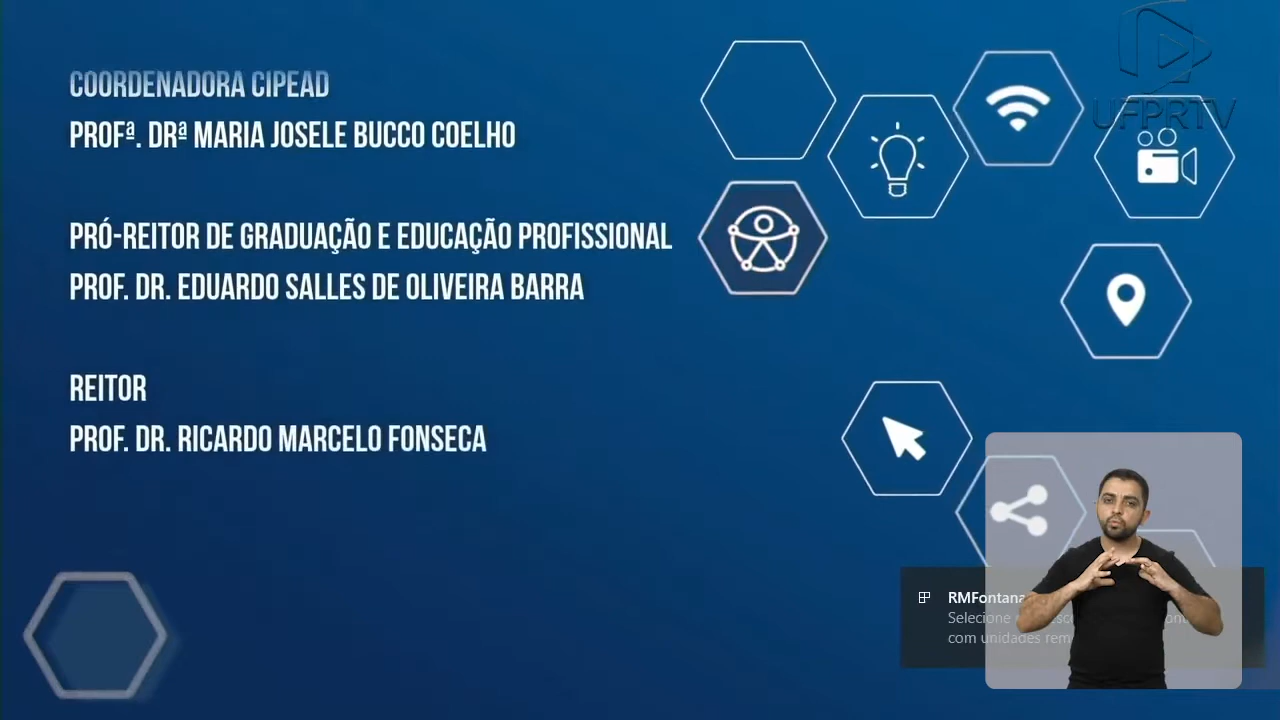 COORDENADORA CIPEAD
PROFª. DRª MARIA JOSELE BUCCO COELHO
PRÓ-REITOR DE GRADUAÇÃO E EDUCAÇÃO PROFISSIONAL
PROF. DR. EDUARDO SALLES DE OLIVEIRA BARRA
REITOR
PROF. DR. RICARDO MARCELO FONSECA
UFPRTV
RMFontana
Selecione
com unidades